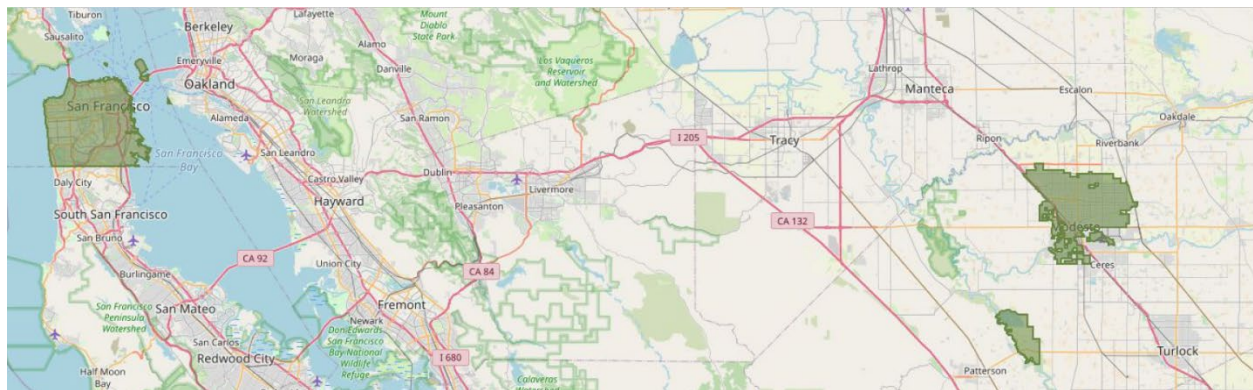 Tiburon
Sausalito
Berkeley
Lafayette
Mount
Diablo
State Park
Emeryville
Oakland
Moraga
Alamo
Danville
Los Vaqueros
Reservoir
and Watershed
San Francisco
Alameda
San Leandro
Watershed
San Ramon
San Francisco
Bay
San Leandro
Daly City
Castro Valley
Hayward
Dublin
Pleasanton
Livermore
South San Francisco
San Bruno
CA 92
Union City
CA 84
Burlingame
San Francisco
Peninsula
Watershed
San Mateo
San Carlos
Redwood City
Newark
Fremont
Don Edwards
San Francisco
Bay National
Wildlife
Refuge
I 680
Calaveras
Half Moon
Bay
I 205
Tracy
Lathrop
Manteca
Escalon
Oakdale
Ripon
Riverbank
CA 132
Ceres
Patterson
Turlock